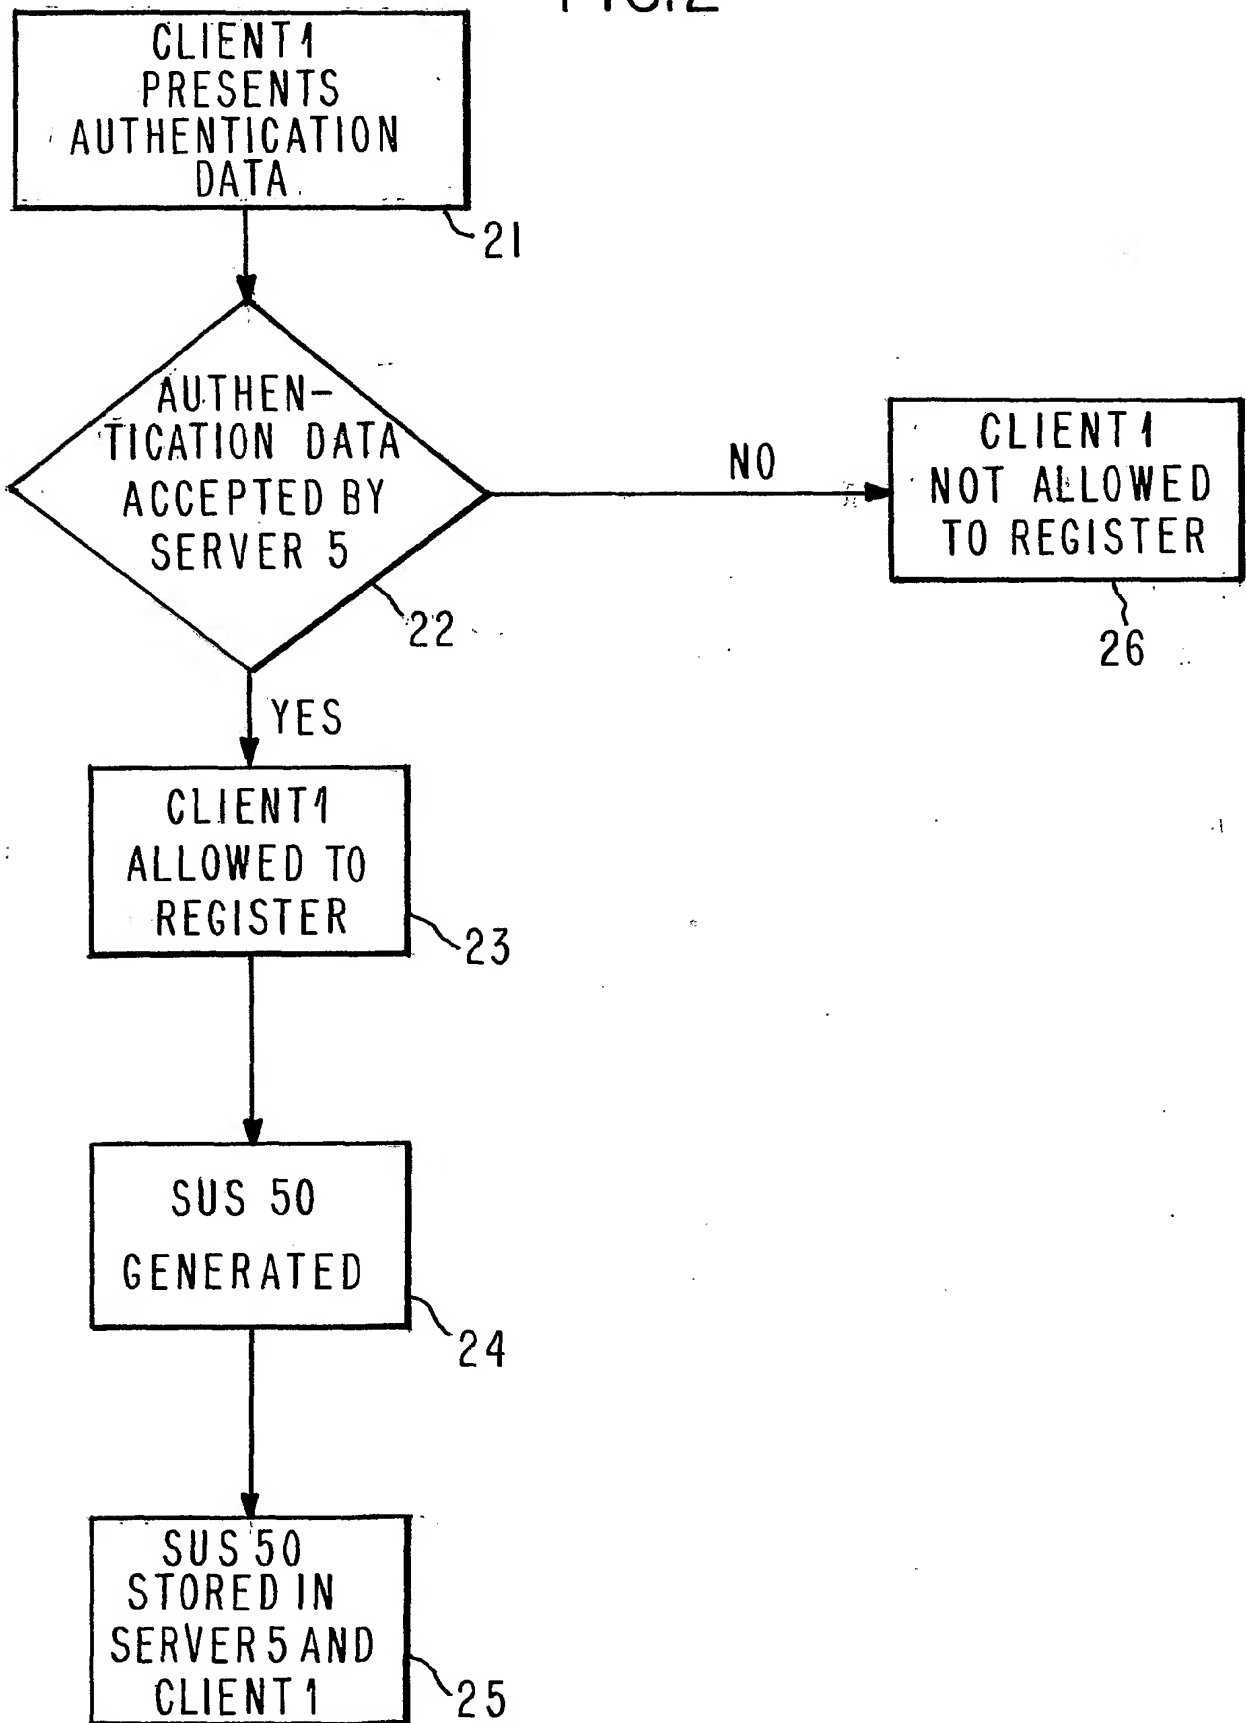 FIG.2
CLIENT 1
PRESENTS
AUTHENTICATION
DATA
21
AUTHEN-
TICATION DATA
ACCEPTED BY
SERVER 5
22
NO
CLIENT 1
NOT ALLOWED
TO REGISTER
26
YES
CLIENT 1
ALLOWED TO
REGISTER
23
SUS 50
GENERATED
24
SUS 50
STORED IN
SERVER 5 AND
CLIENT 1
25